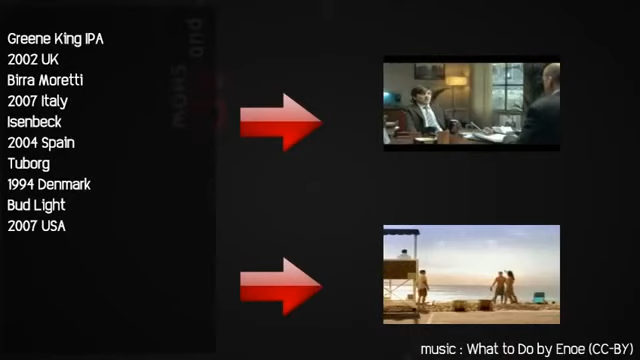 Greene King IPA
2002 UK
Birra Moretti
2007 Italy
Isenbeck
2004 Spain
Tuborg
1994 Denmark
Bud Light
2007 USA
and
music : What to Do by Enoe (CC-BY)